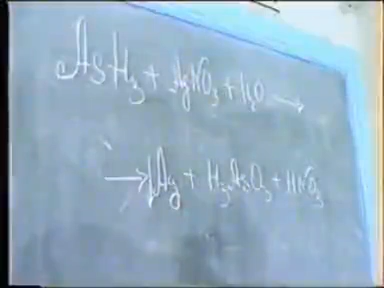 AsH₃ + AgNO₃ + H₂O →
→ Ag + H₃AsO₃ + HNO₃